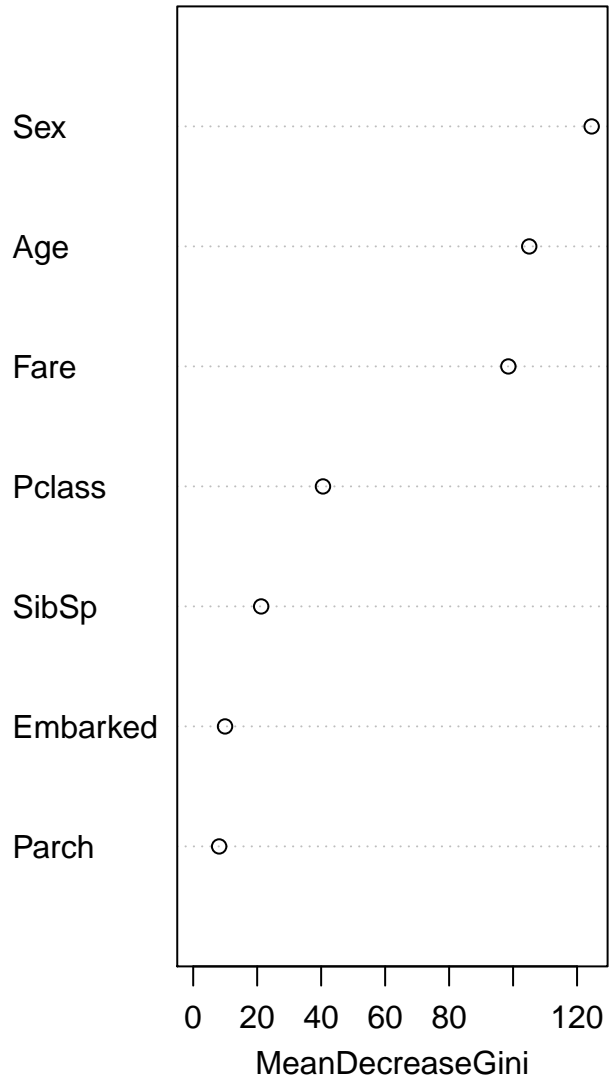 Sex
Age
Fare
Pclass
SibSp
Embarked
Parch
0 20 40 60 80 120
MeanDecreaseGini